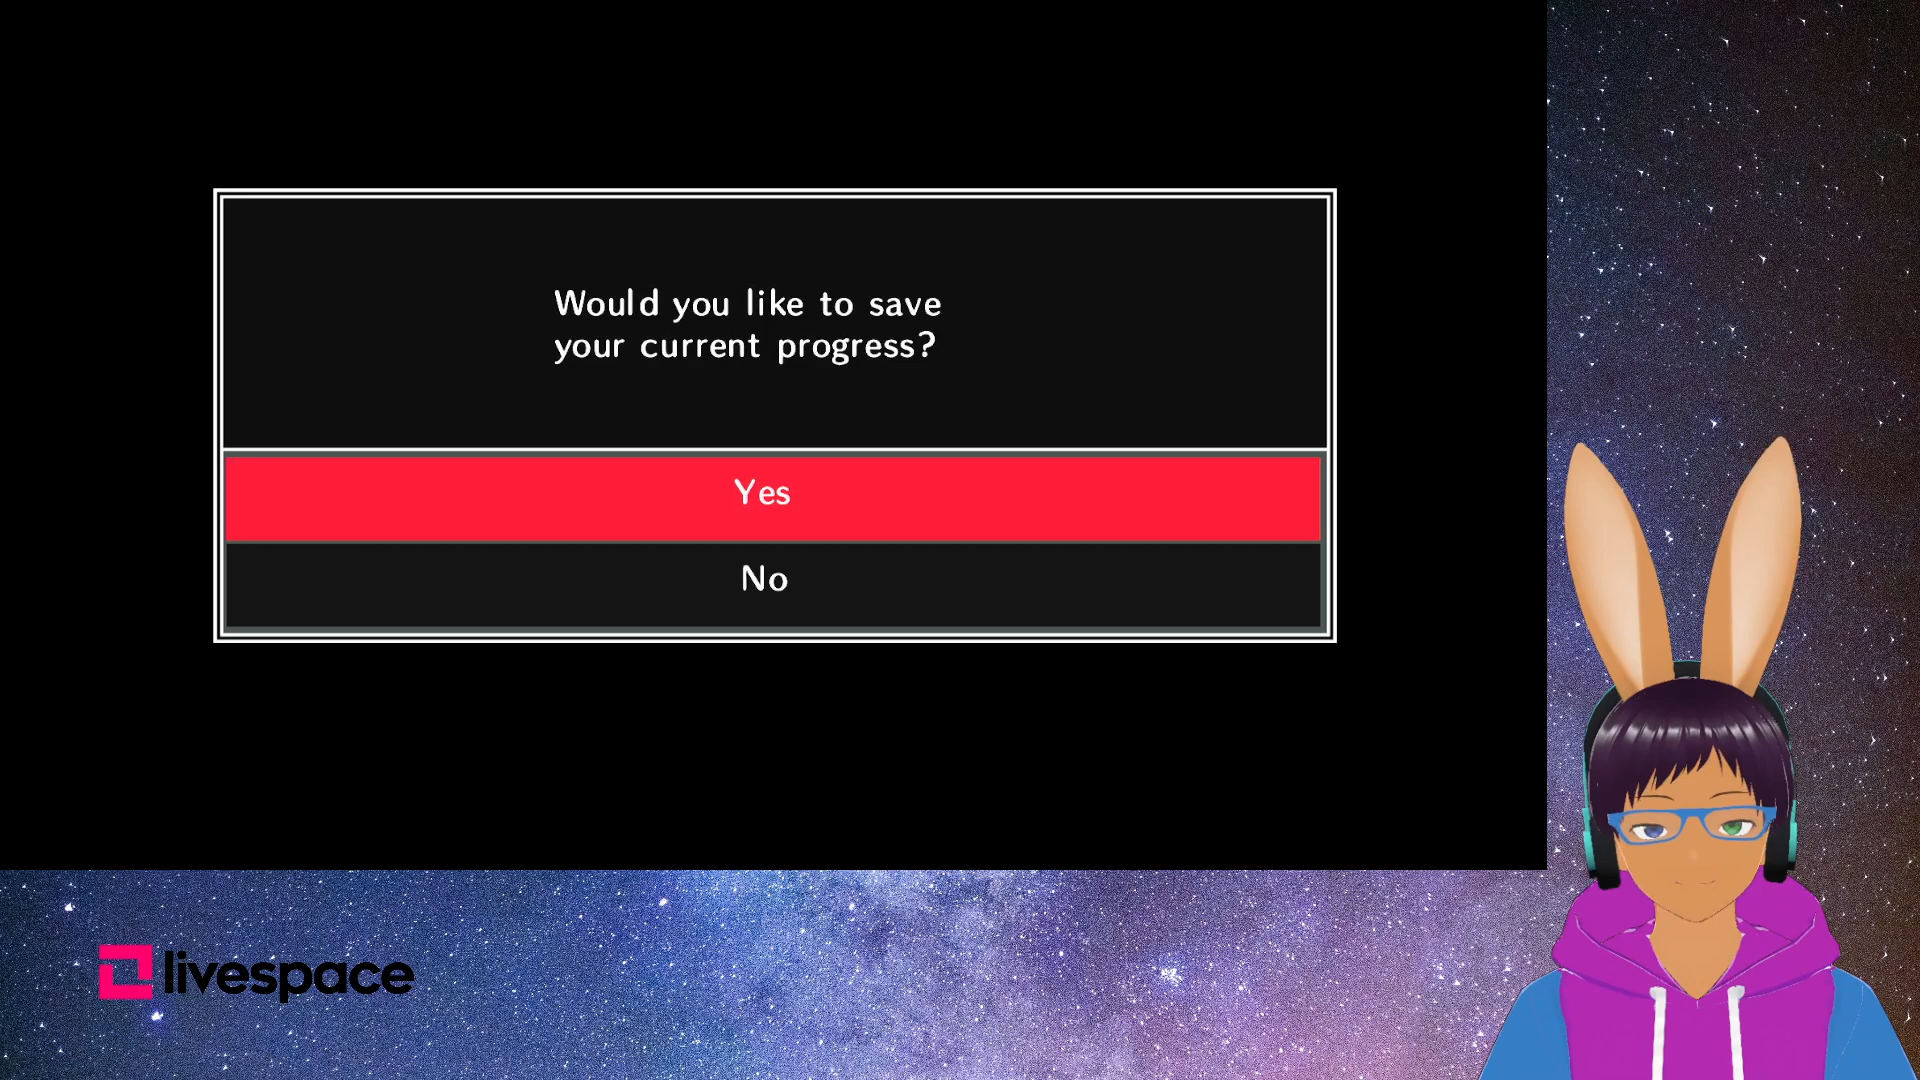 Would you like to save
your current progress?
Yes
No
livespace